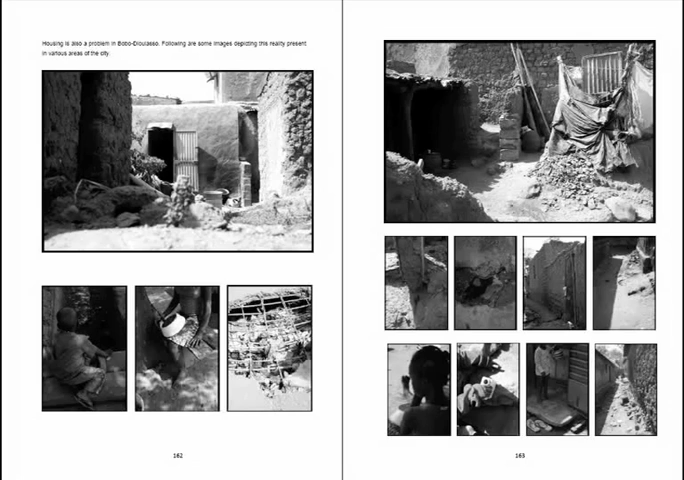 Housing is also a problem in Bobo-Dioulasso. Following are some images depicting this reality present
in various areas of the city.
162
163